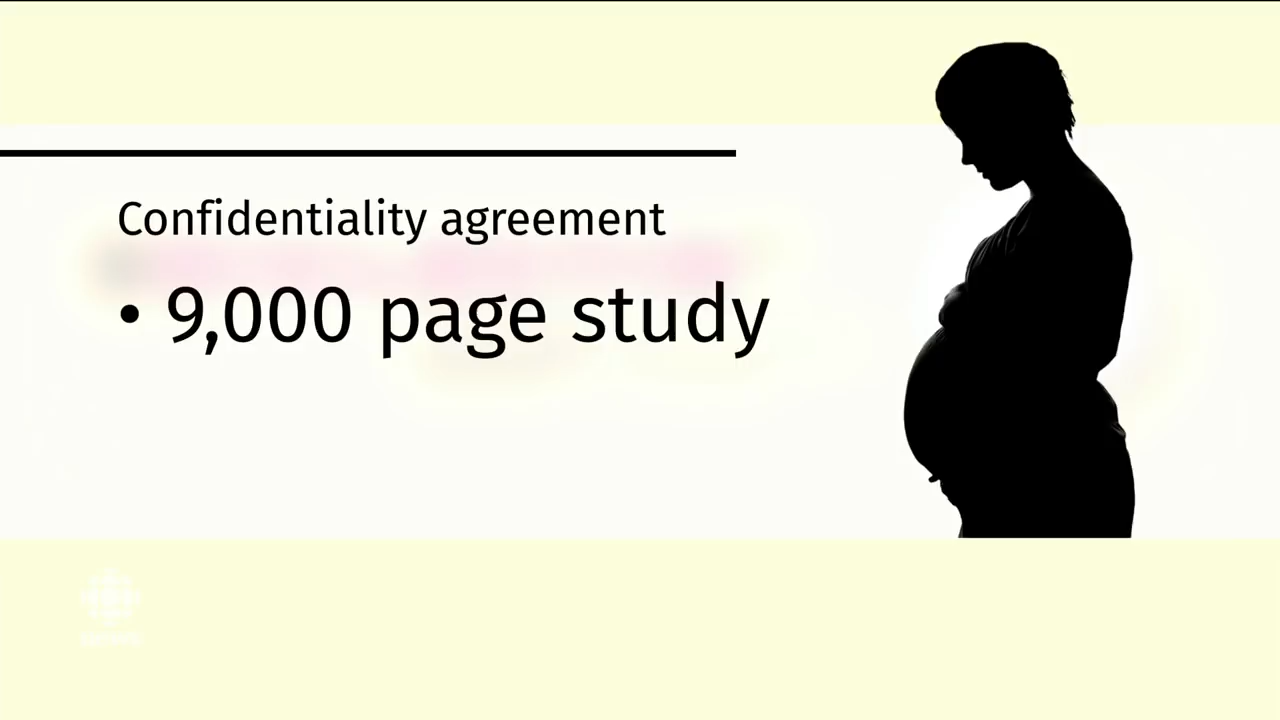 Confidentiality agreement
• 9,000 page study